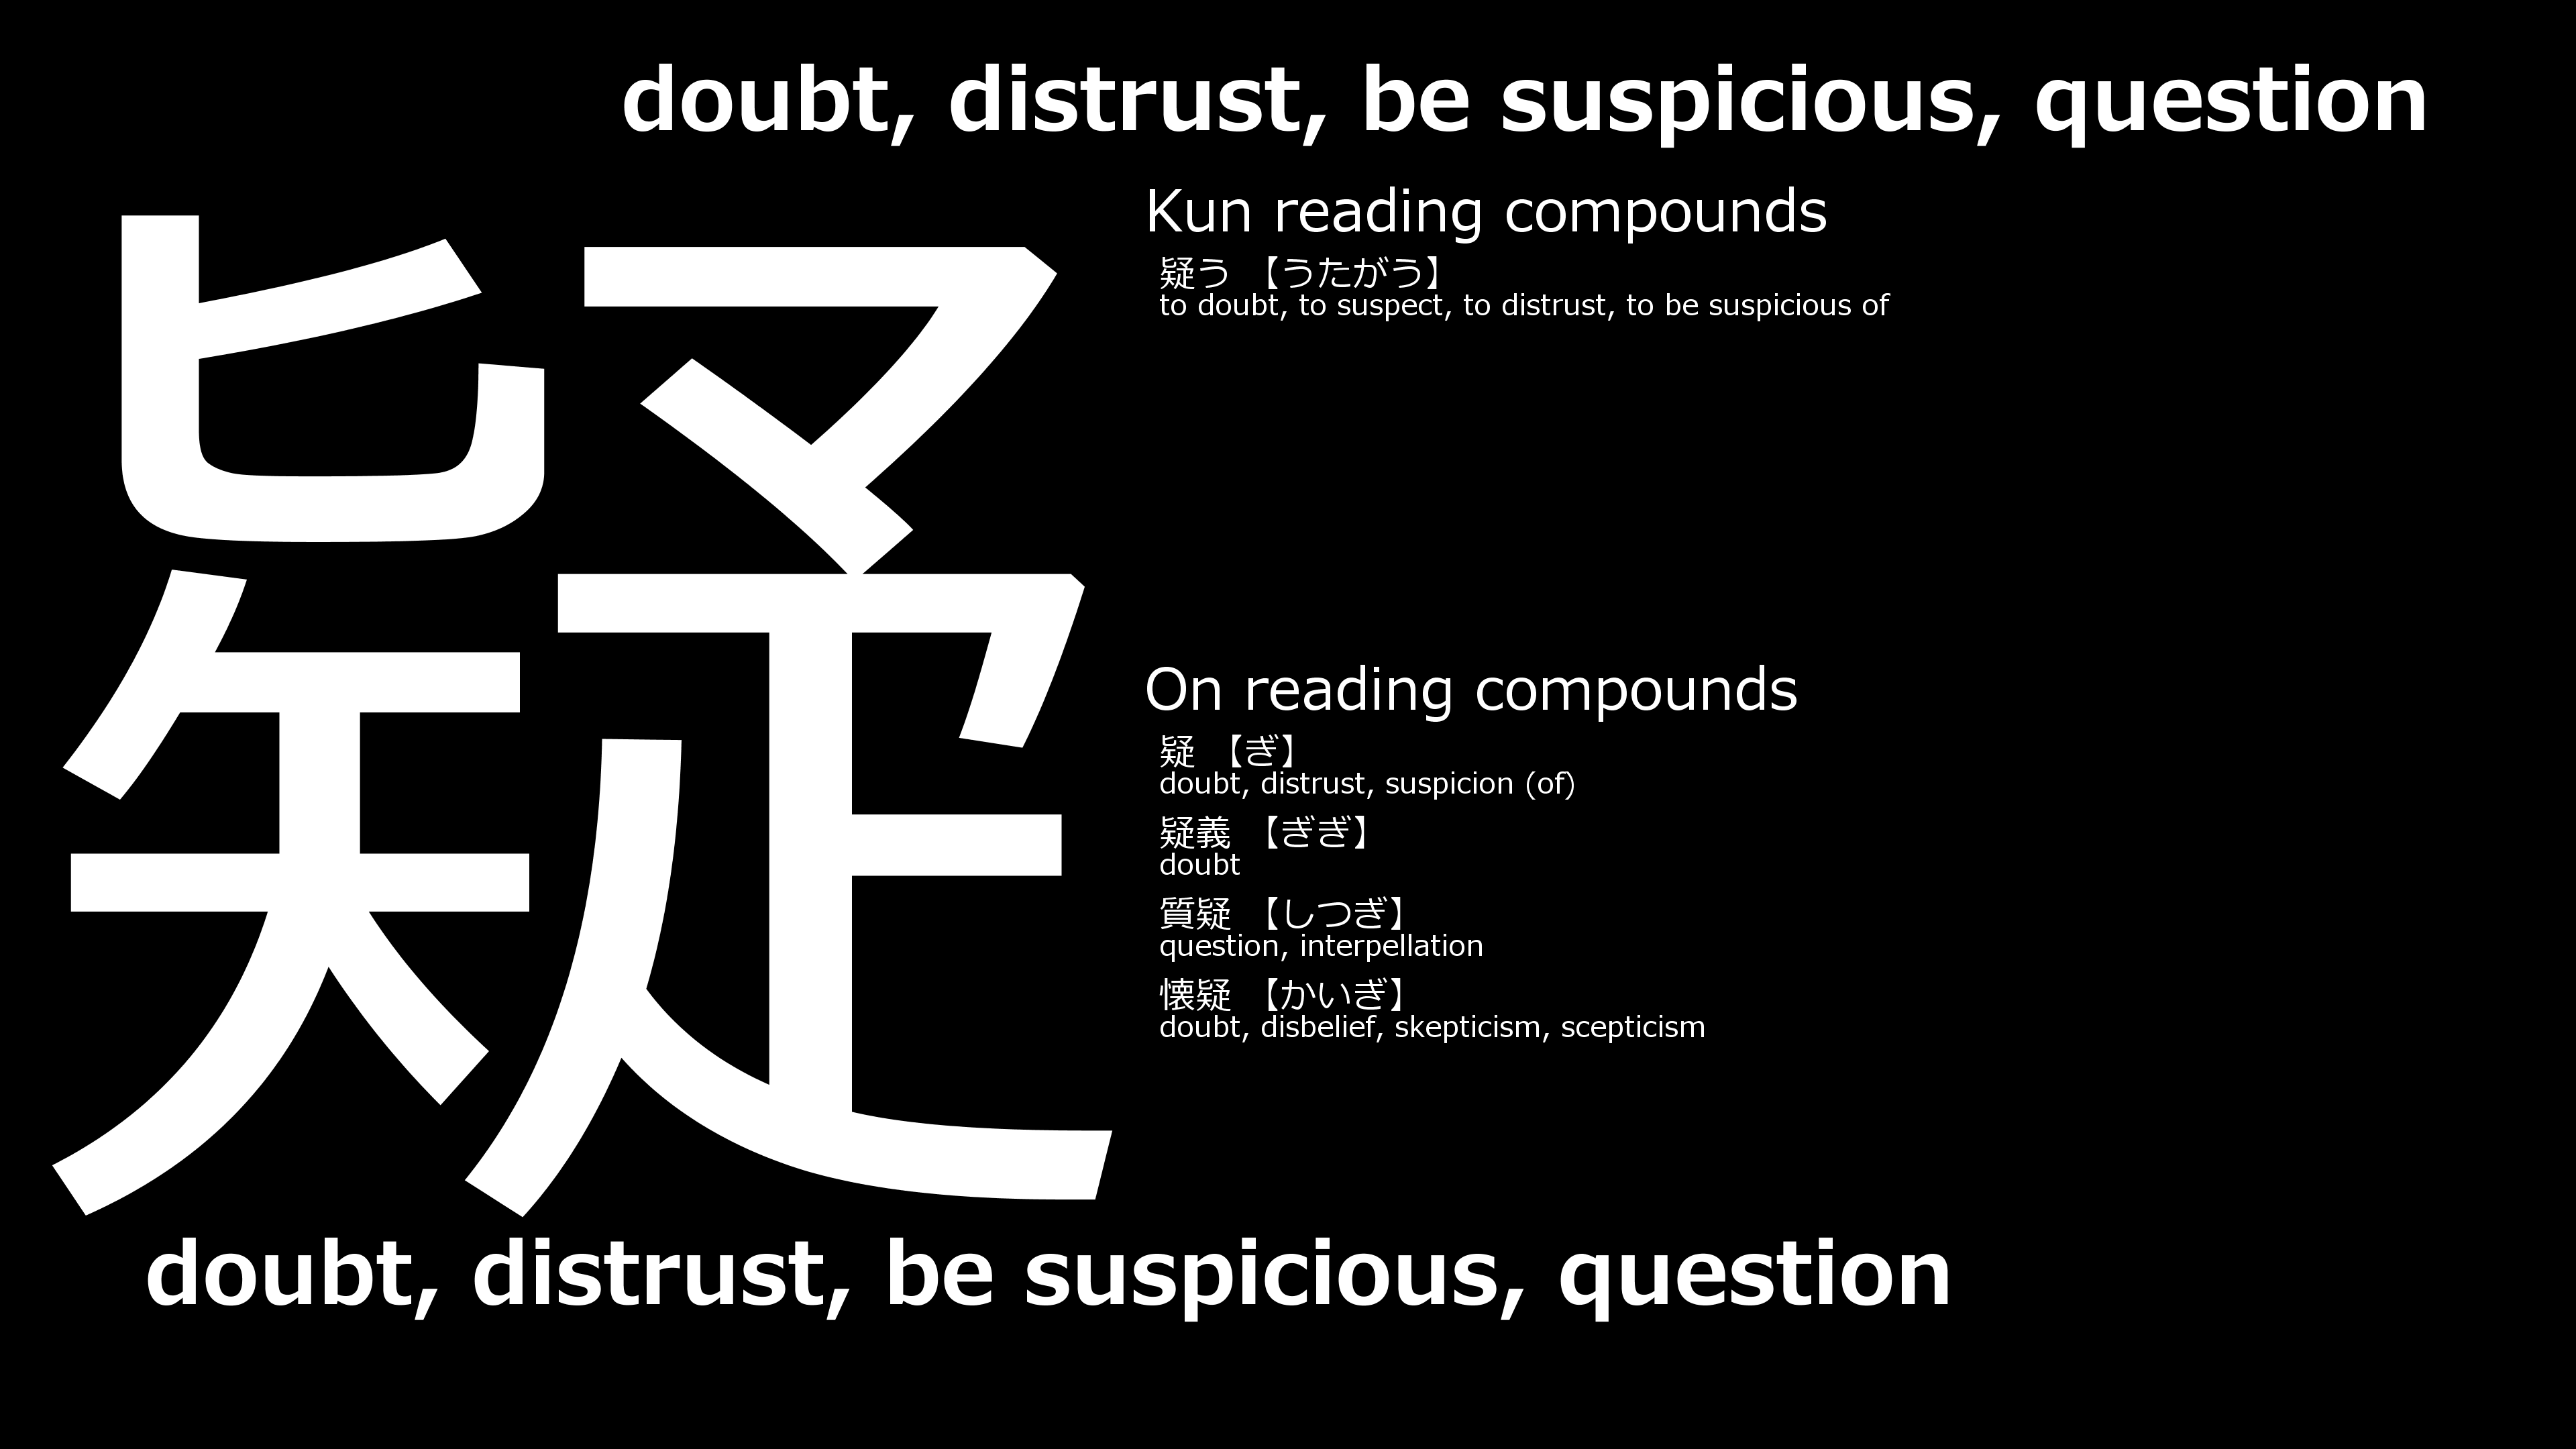 doubt, distrust, be suspicious, question
疑
Kun reading compounds
疑う 【うたがう】
to doubt, to suspect, to distrust, to be suspicious of
On reading compounds
疑 【ぎ】
doubt, distrust, suspicion (of)
疑義 【ぎぎ】
doubt
質疑 【しつぎ】
question, interpellation
懐疑 【かいぎ】
doubt, disbelief, skepticism, scepticism
doubt, distrust, be suspicious, question